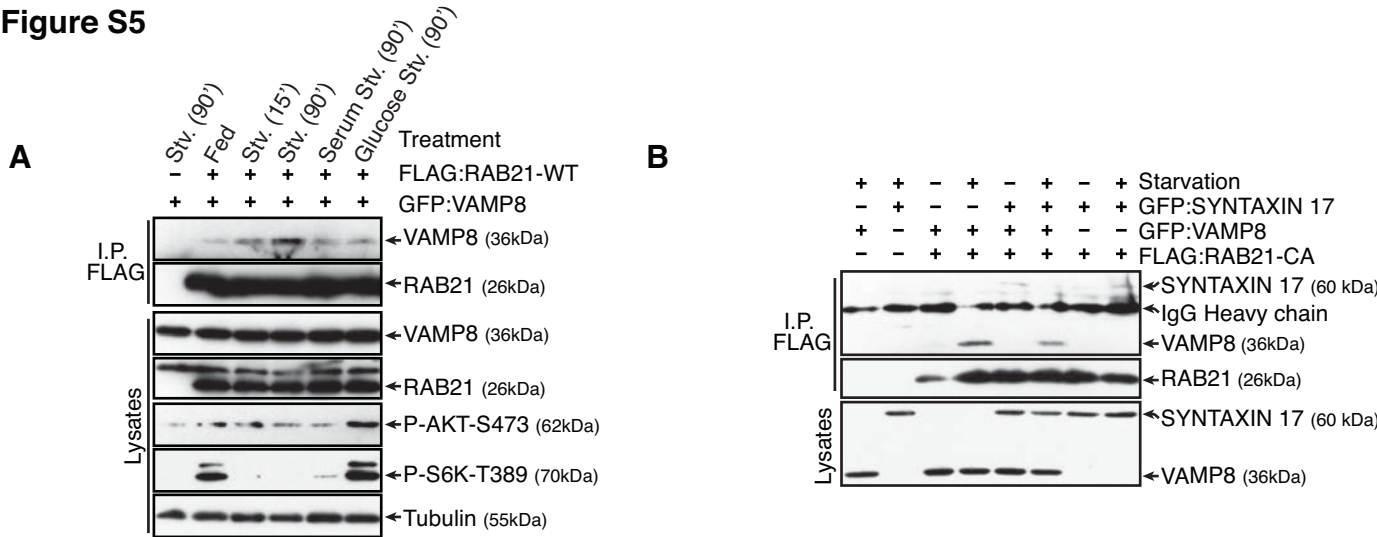 Figure S5
A
Stv. (90')
Fed
Stv. (15')
Stv. (90')
Serum Stv. (90')
Glucose Stv. (90')
Treatment
– + + + + + FLAG:RAB21-WT
+ + + + + + GFP:VAMP8
I.P.
FLAG
VAMP8 (36kDa)
RAB21 (26kDa)
Lysates
VAMP8 (36kDa)
RAB21 (26kDa)
P-AKT-S473 (62kDa)
P-S6K-T389 (70kDa)
Tubulin (55kDa)
B
+ + – + – + – + Starvation
– + – – + + + + GFP:SYNTAXIN 17
+ – + + + + – – GFP:VAMP8
– – + + + + + + FLAG:RAB21-CA
I.P.
FLAG
SYNTAXIN 17 (60 kDa)
IgG Heavy chain
VAMP8 (36kDa)
RAB21 (26kDa)
Lysates
SYNTAXIN 17 (60 kDa)
VAMP8 (36kDa)